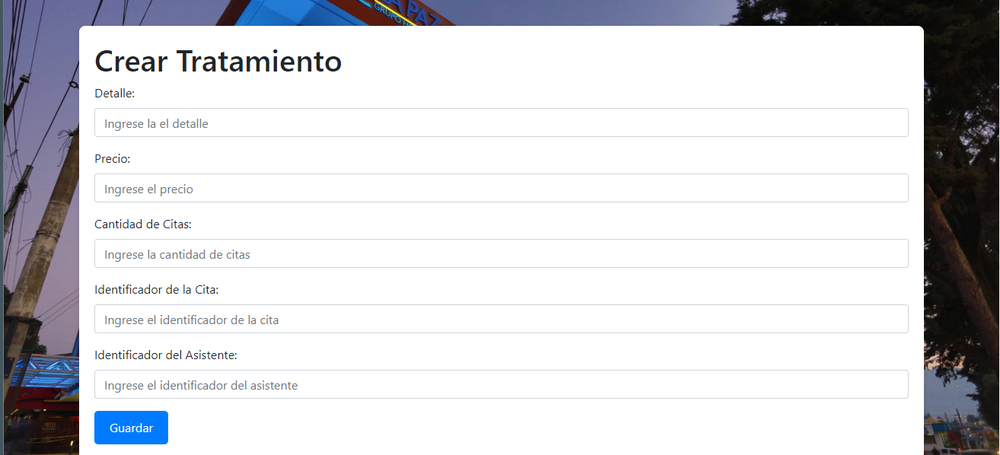 LA PAZ
GRUPO
Crear Tratamiento
Detalle:
Ingrese la el detalle
Precio:
Ingrese el precio
Cantidad de Citas:
Ingrese la cantidad de citas
Identificador de la Cita:
Ingrese el identificador de la cita
Identificador del Asistente:
Ingrese el identificador del asistente
Guardar